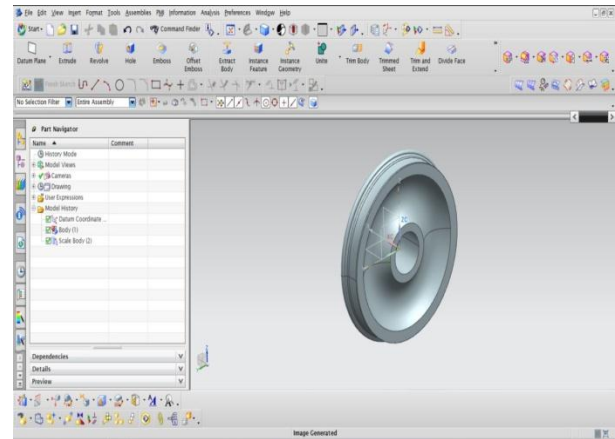 File Edit View Insert Format Tools Assemblies PMI Information Analysis Preferences Window Help
Start Command Finder
Datum Plane Extrude Revolve Hole Emboss Offset Emboss Extract Body Instance Feature Instance Geometry Unite Trim Body Trimmed Sheet Trim and Extend Divide Face
Finish Sketch
No Selection Filter Entire Assembly
Part Navigator
Name Comment
History Mode
Model Views
Cameras
Drawing
User Expressions
Model History
Datum Coordinate ...
Body (1)
Scale Body (2)
Dependencies
Details
Preview
Image Generated